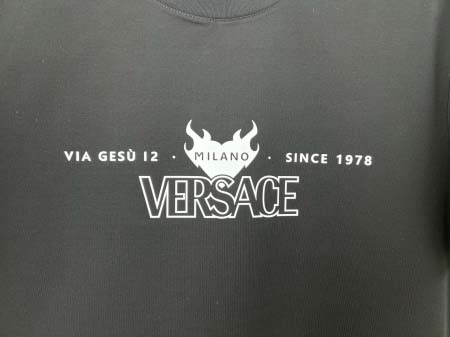 VIA GESÙ 12 · MILANO · SINCE 1978
VERSACE